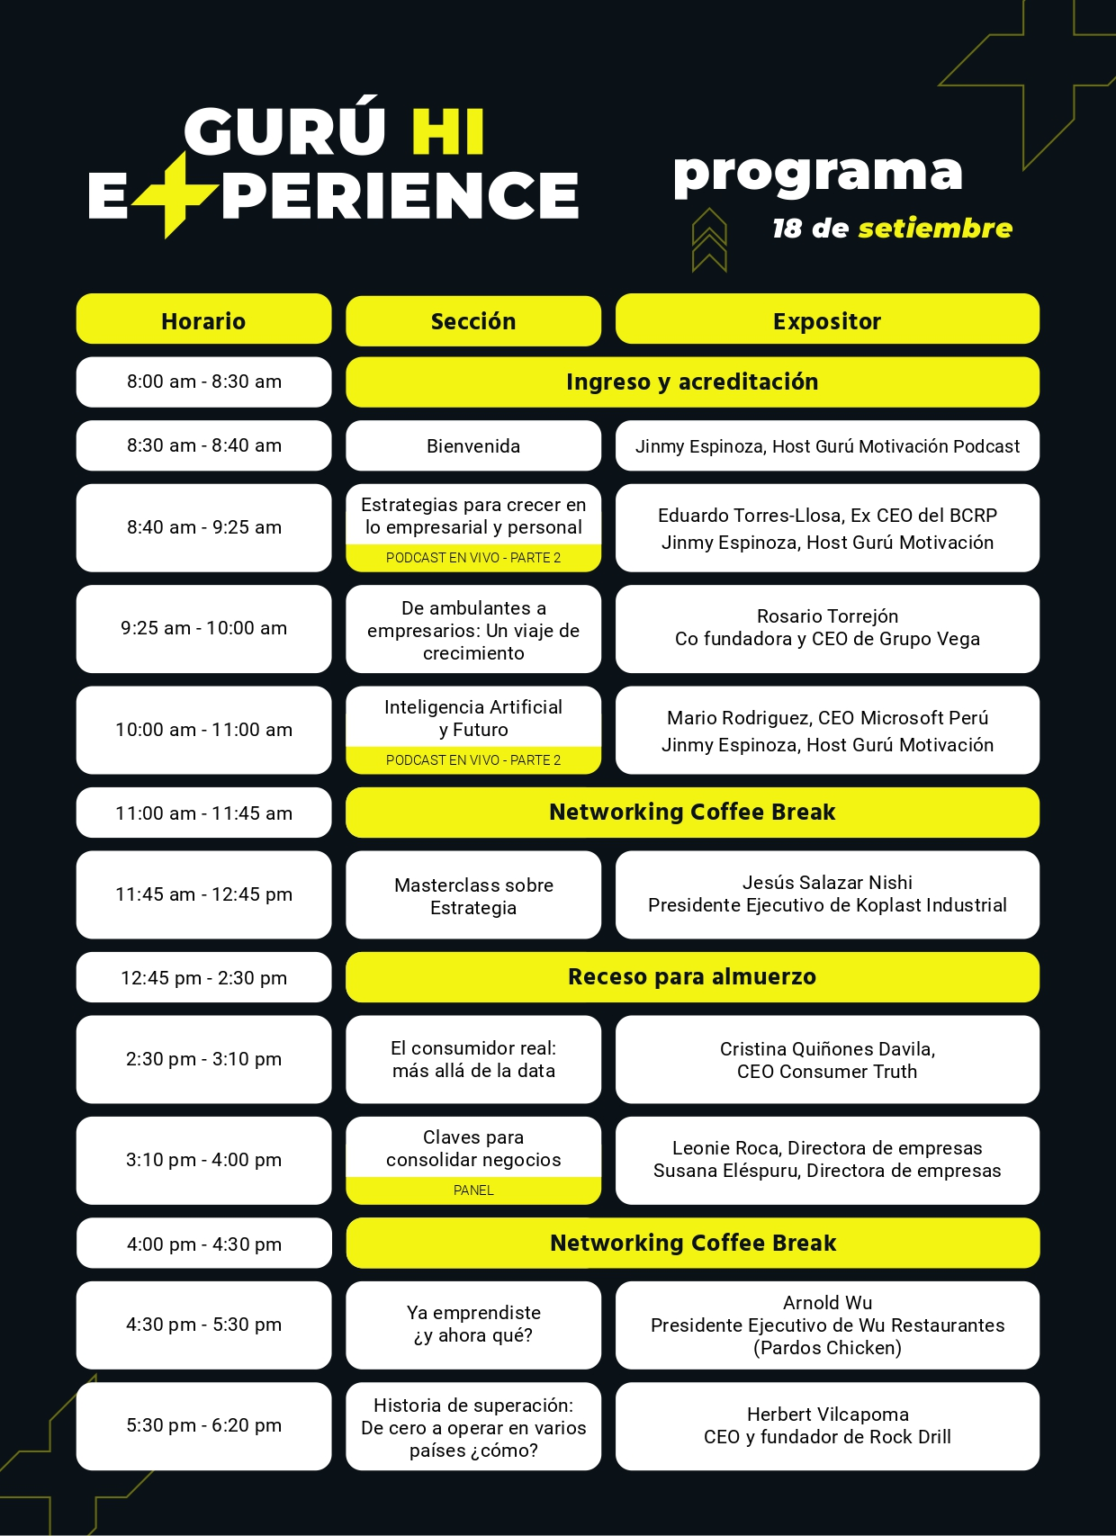 GURÚ HI
E PERIENCE
programa
18 de setiembre
Horario
Sección
Expositor
8:00 am - 8:30 am
Ingreso y acreditación
8:30 am - 8:40 am
Bienvenida
Jinmy Espinoza, Host Gurú Motivación Podcast
8:40 am - 9:25 am
Estrategias para crecer en
lo empresarial y personal
PODCAST EN VIVO - PARTE 2
Eduardo Torres-Llosa, Ex CEO del BCRP
Jinmy Espinoza, Host Gurú Motivación
9:25 am - 10:00 am
De ambulantes a
empresarios: Un viaje de
crecimiento
Rosario Torrejón
Co fundadora y CEO de Grupo Vega
10:00 am - 11:00 am
Inteligencia Artificial
y Futuro
PODCAST EN VIVO - PARTE 2
Mario Rodriguez, CEO Microsoft Perú
Jinmy Espinoza, Host Gurú Motivación
11:00 am - 11:45 am
Networking Coffee Break
11:45 am - 12:45 pm
Masterclass sobre
Estrategia
Jesús Salazar Nishi
Presidente Ejecutivo de Koplast Industrial
12:45 pm - 2:30 pm
Receso para almuerzo
2:30 pm - 3:10 pm
El consumidor real:
más allá de la data
Cristina Quiñones Davila,
CEO Consumer Truth
3:10 pm - 4:00 pm
Claves para
consolidar negocios
PANEL
Leonie Roca, Directora de empresas
Susana Eléspuru, Directora de empresas
4:00 pm - 4:30 pm
Networking Coffee Break
4:30 pm - 5:30 pm
Ya emprendiste
¿y ahora qué?
Arnold Wu
Presidente Ejecutivo de Wu Restaurantes
(Pardos Chicken)
5:30 pm - 6:20 pm
Historia de superación:
De cero a operar en varios
países ¿cómo?
Herbert Vilcapoma
CEO y fundador de Rock Drill